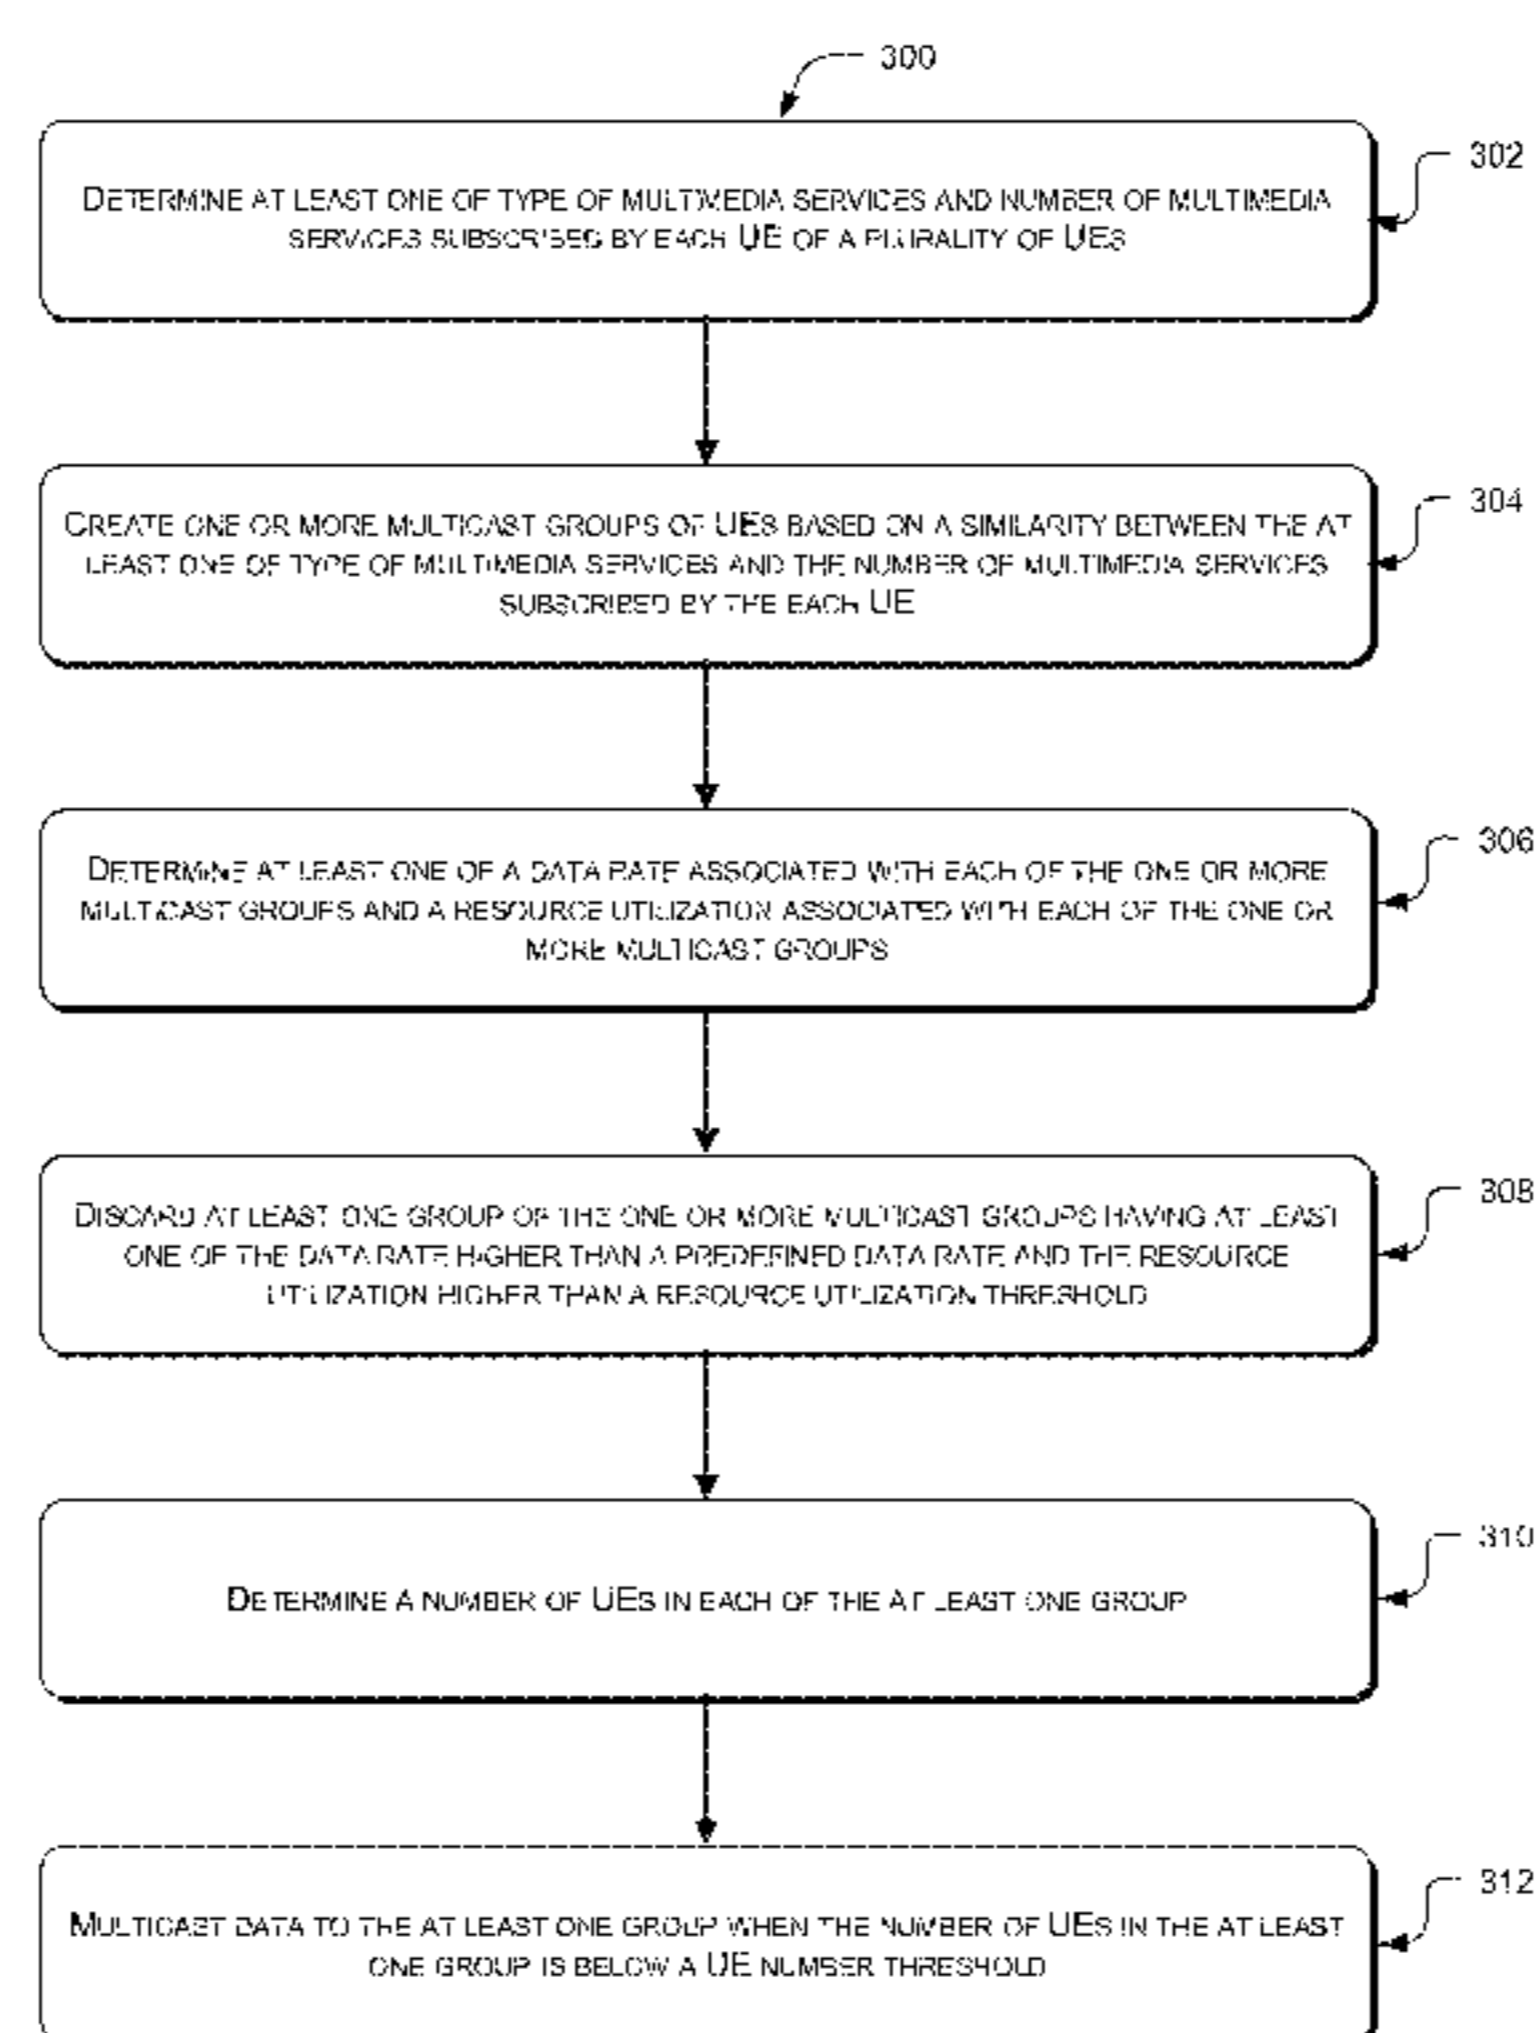 300
302
DETERMINE AT LEAST ONE OF TYPE OF MULTIMEDIA SERVICES AND NUMBER OF MULTIMEDIA
SERVICES SUBSCRIBED BY EACH UE OF A PLURALITY OF UES
304
CREATE ONE OR MORE MULTICAST GROUPS OF UES BASED ON A SIMILARITY BETWEEN THE AT
LEAST ONE OF TYPE OF MULTIMEDIA SERVICES AND THE NUMBER OF MULTIMEDIA SERVICES
SUBSCRIBED BY THE EACH UE
306
DETERMINE AT LEAST ONE OF A DATA RATE ASSOCIATED WITH EACH OF THE ONE OR MORE
MULTICAST GROUPS AND A RESOURCE UTILIZATION ASSOCIATED WITH EACH OF THE ONE OR
MORE MULTICAST GROUPS
308
DISCARD AT LEAST ONE GROUP OF THE ONE OR MORE MULTICAST GROUPS HAVING AT LEAST
ONE OF THE DATA RATE HIGHER THAN A PREDEFINED DATA RATE AND THE RESOURCE
UTILIZATION HIGHER THAN A RESOURCE UTILIZATION THRESHOLD
310
DETERMINE A NUMBER OF UES IN EACH OF THE AT LEAST ONE GROUP
312
MULTICAST DATA TO THE AT LEAST ONE GROUP WHEN THE NUMBER OF UES IN THE AT LEAST
ONE GROUP IS BELOW A UE NUMBER THRESHOLD